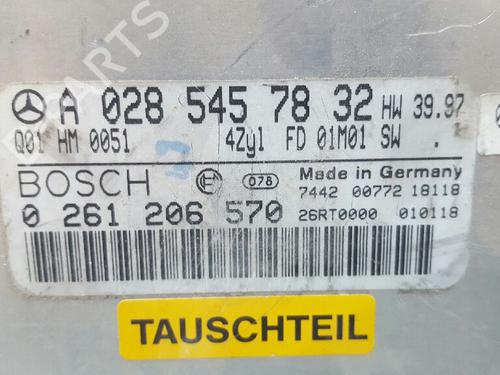 PARTS
A 028 545 78 32 HW 39.97
Q01 HM 0051 4Zyl FD 01M01 SW .
BOSCH 078 Made in Germany
7442 00772 18118
0 261 206 570 26RT0000 010118
TAUSCHTEIL